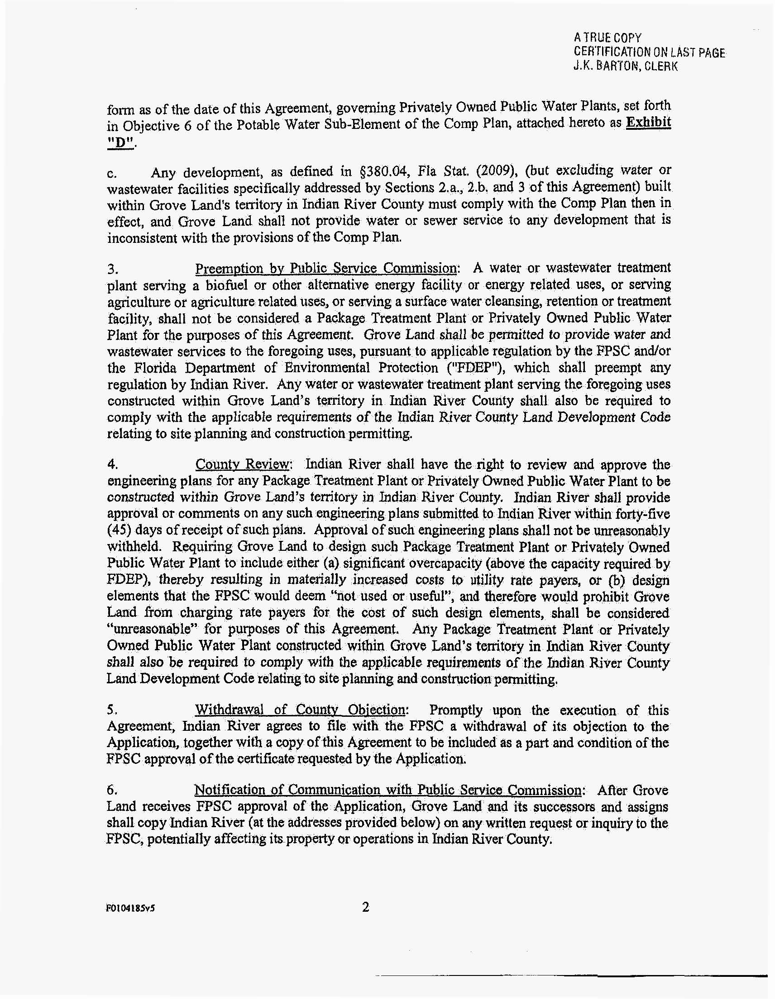 A TRUE COPY
CERTIFICATION ON LAST PAGE
J.K. BARTON, CLERK
form as of the date of this Agreement, governing Privately Owned Public Water Plants, set forth
in Objective 6 of the Potable Water Sub-Element of the Comp Plan, attached hereto as Exhibit
"D".
c. Any development, as defined in §380.04, Fla Stat. (2009), (but excluding water or
wastewater facilities specifically addressed by Sections 2.a., 2.b. and 3 of this Agreement) built
within Grove Land's territory in Indian River County must comply with the Comp Plan then in
effect, and Grove Land shall not provide water or sewer service to any development that is
inconsistent with the provisions of the Comp Plan.
3. Preemption by Public Service Commission: A water or wastewater treatment
plant serving a biofuel or other alternative energy facility or energy related uses, or serving
agriculture or agriculture related uses, or serving a surface water cleansing, retention or treatment
facility, shall not be considered a Package Treatment Plant or Privately Owned Public Water
Plant for the purposes of this Agreement. Grove Land shall be permitted to provide water and
wastewater services to the foregoing uses, pursuant to applicable regulation by the FPSC and/or
the Florida Department of Environmental Protection ("FDEP"), which shall preempt any
regulation by Indian River. Any water or wastewater treatment plant serving the foregoing uses
constructed within Grove Land's territory in Indian River County shall also be required to
comply with the applicable requirements of the Indian River County Land Development Code
relating to site planning and construction permitting.
4. County Review: Indian River shall have the right to review and approve the
engineering plans for any Package Treatment Plant or Privately Owned Public Water Plant to be
constructed within Grove Land's territory in Indian River County. Indian River shall provide
approval or comments on any such engineering plans submitted to Indian River within forty-five
(45) days of receipt of such plans. Approval of such engineering plans shall not be unreasonably
withheld. Requiring Grove Land to design such Package Treatment Plant or Privately Owned
Public Water Plant to include either (a) significant overcapacity (above the capacity required by
FDEP), thereby resulting in materially increased costs to utility rate payers, or (b) design
elements that the FPSC would deem “not used or useful”, and therefore would prohibit Grove
Land from charging rate payers for the cost of such design elements, shall be considered
“unreasonable” for purposes of this Agreement. Any Package Treatment Plant or Privately
Owned Public Water Plant constructed within Grove Land's territory in Indian River County
shall also be required to comply with the applicable requirements of the Indian River County
Land Development Code relating to site planning and construction permitting.
5. Withdrawal of County Objection: Promptly upon the execution of this
Agreement, Indian River agrees to file with the FPSC a withdrawal of its objection to the
Application, together with a copy of this Agreement to be included as a part and condition of the
FPSC approval of the certificate requested by the Application.
6. Notification of Communication with Public Service Commission: After Grove
Land receives FPSC approval of the Application, Grove Land and its successors and assigns
shall copy Indian River (at the addresses provided below) on any written request or inquiry to the
FPSC, potentially affecting its property or operations in Indian River County.
F0104185v5 2